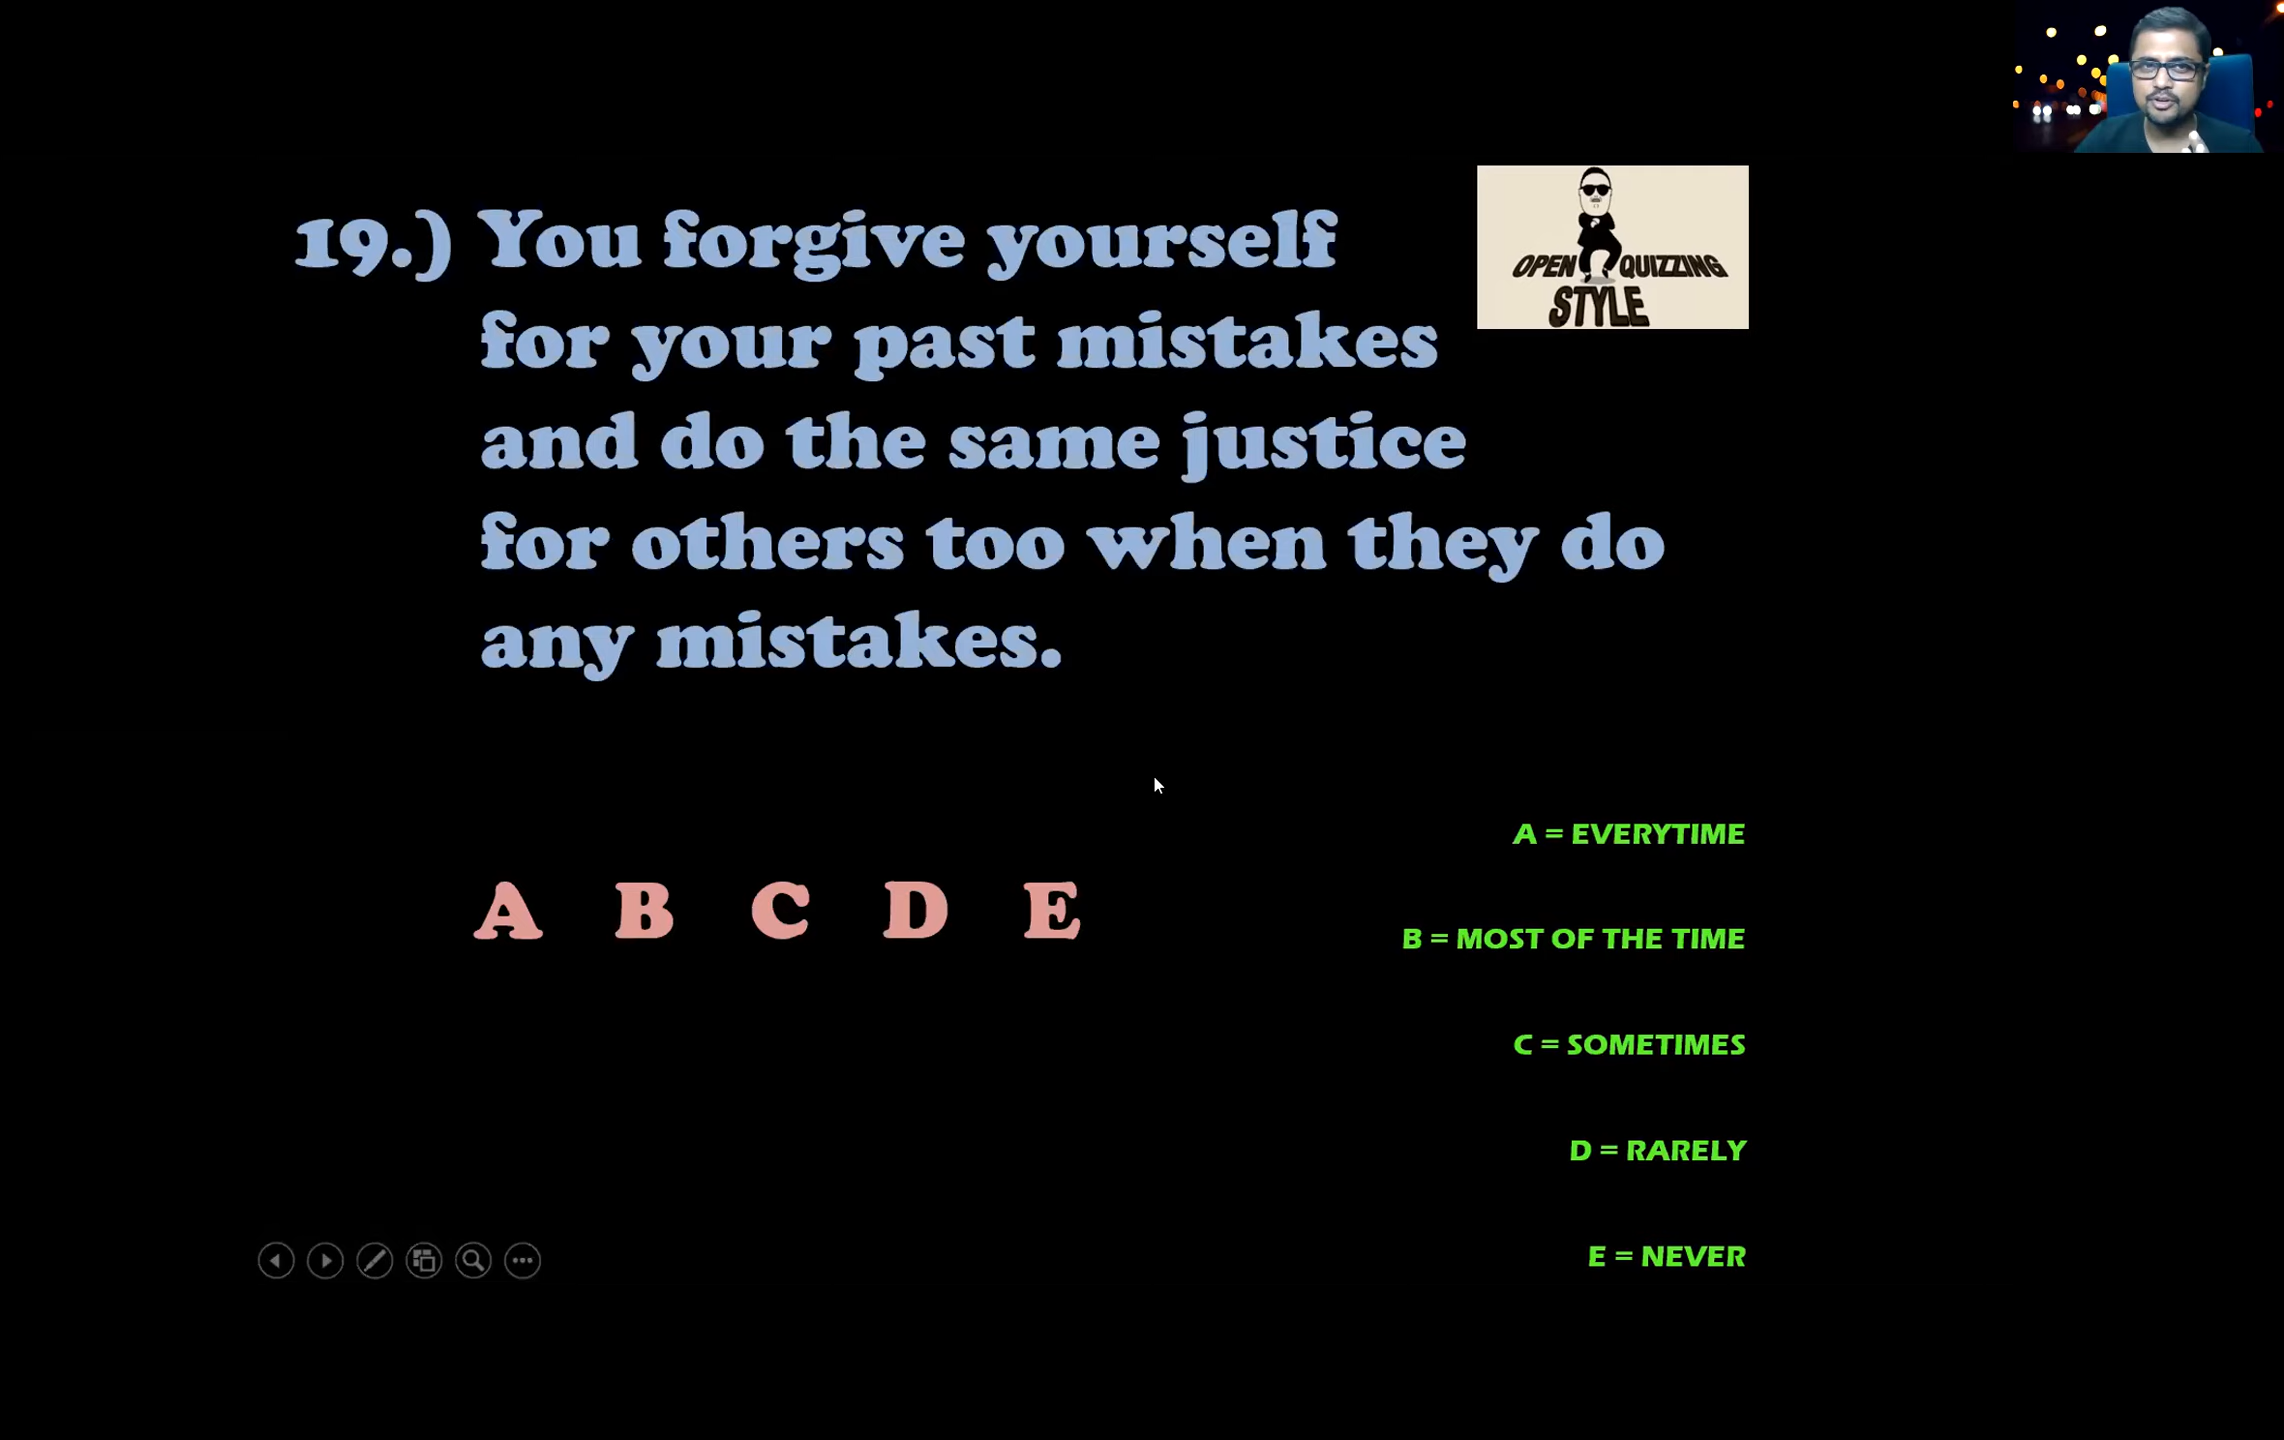 19.) You forgive yourself
for your past mistakes
and do the same justice
for others too when they do
any mistakes.
OPEN QUIZZING
STYLE
A B C D E
A = EVERYTIME
B = MOST OF THE TIME
C = SOMETIMES
D = RARELY
E = NEVER